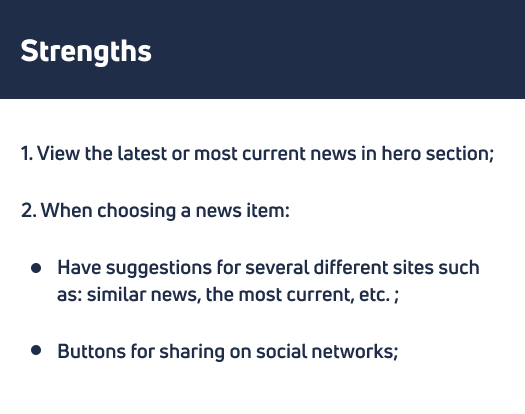 Strengths
1. View the latest or most current news in hero section;
2. When choosing a news item:
● Have suggestions for several different sites such
as: similar news, the most current, etc. ;
● Buttons for sharing on social networks;